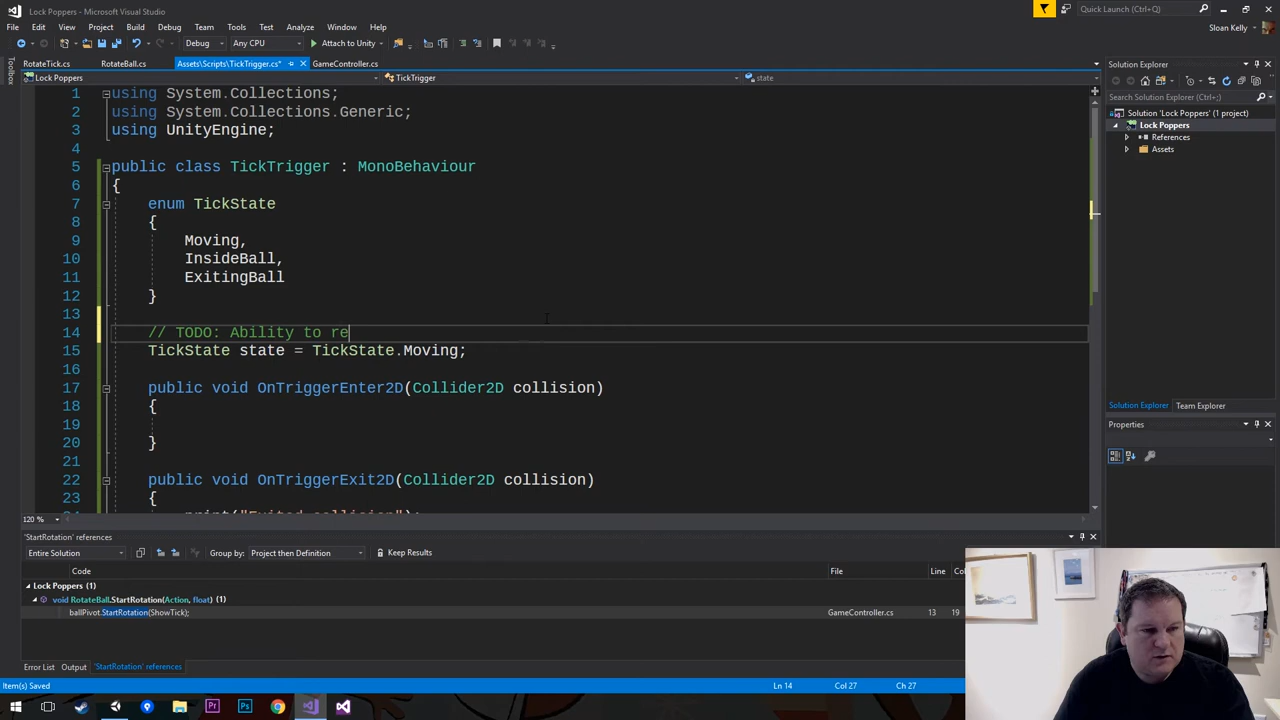 Lock Poppers - Microsoft Visual Studio
Quick Launch (Ctrl+Q)
File Edit View Project Build Debug Team Tools Test Analyze Window Help
Sloan Kelly
Debug Any CPU Attach to Unity
RotateTick.cs RotateBall.cs Assets\Scripts\TickTrigger.cs* GameController.cs
Lock Poppers TickTrigger state
Toolbox
1 using System.Collections;
2 using System.Collections.Generic;
3 using UnityEngine;
4
5 public class TickTrigger : MonoBehaviour
6 {
7 enum TickState
8 {
9 Moving,
10 InsideBall,
11 ExitingBall
12 }
13
14 // TODO: Ability to re
15 TickState state = TickState.Moving;
16
17 public void OnTriggerEnter2D(Collider2D collision)
18 {
19
20 }
21
22 public void OnTriggerExit2D(Collider2D collision)
23 {
print("Exited collision");
120 %
Solution Explorer
Search Solution Explorer (Ctrl+;)
Solution 'Lock Poppers' (1 project)
Lock Poppers
References
Assets
Solution Explorer Team Explorer
Properties
'StartRotation' references
Entire Solution Group by: Project then Definition Keep Results
Code File Line Col
Lock Poppers (1)
void RotateBall.StartRotation(Action, float) (1)
ballPivot.StartRotation(ShowTick); GameController.cs 13 19
Error List Output 'StartRotation' references
Item(s) Saved Ln 14 Col 27 Ch 27